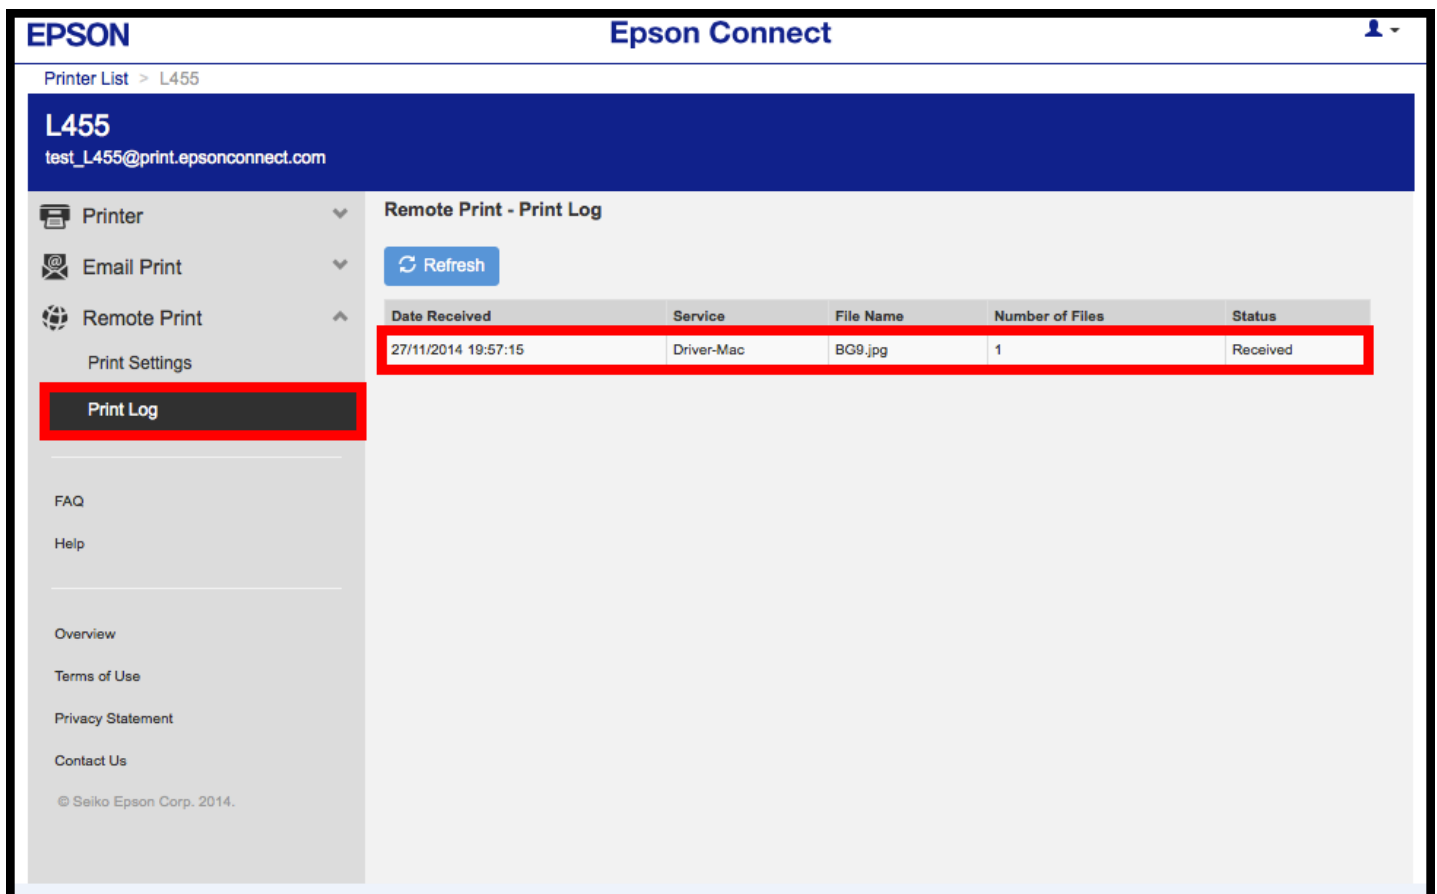 EPSON
Epson Connect
Printer List > L455
L455
test_L455@print.epsonconnect.com
Printer
Email Print
Remote Print
Print Settings
Print Log
FAQ
Help
Overview
Terms of Use
Privacy Statement
Contact Us
© Seiko Epson Corp. 2014.
Remote Print - Print Log
Refresh
Date Received Service File Name Number of Files Status
27/11/2014 19:57:15 Driver-Mac BG9.jpg 1 Received